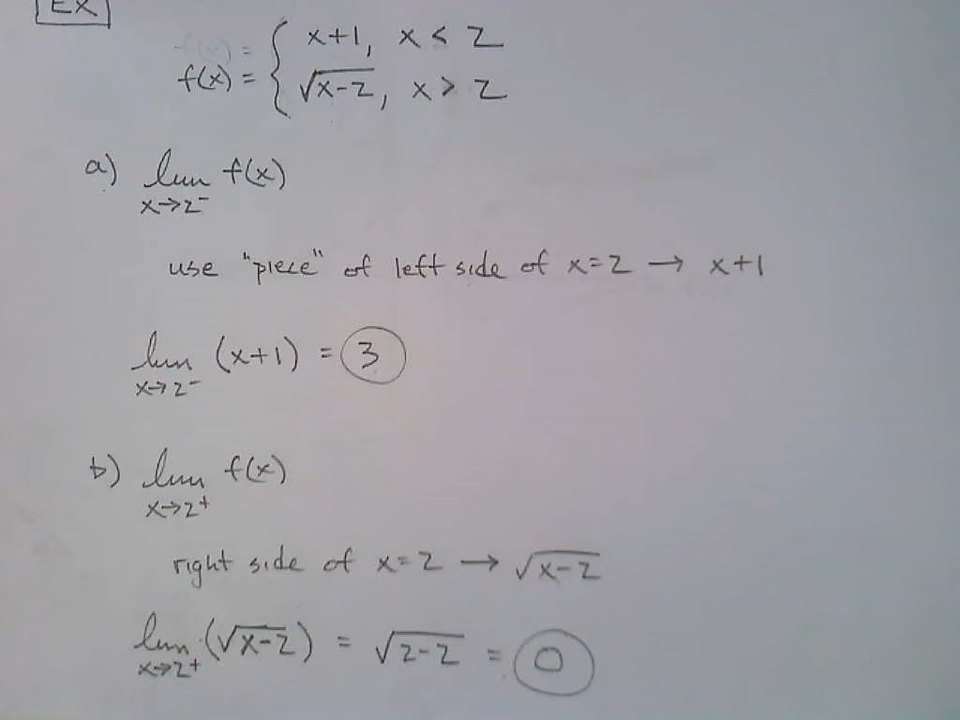 EX
f(x) = { x+1, x < 2
√x-2, x > 2
a) lim f(x)
x→2⁻
use "piece" of left side of x=2 → x+1
lim (x+1) = 3
x→2⁻
b) lim f(x)
x→2⁺
right side of x=2 → √x-2
lim (√x-2) = √2-2 = 0
x→2⁺